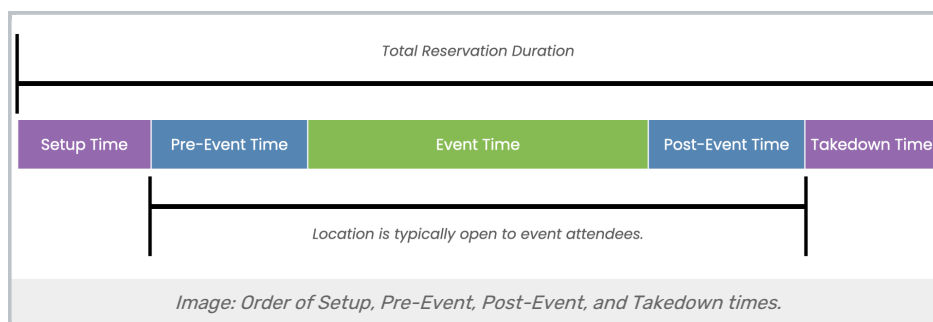 Total Reservation Duration
Setup Time
Pre-Event Time
Event Time
Post-Event Time
Takedown Time
Location is typically open to event attendees.
Image: Order of Setup, Pre-Event, Post-Event, and Takedown times.